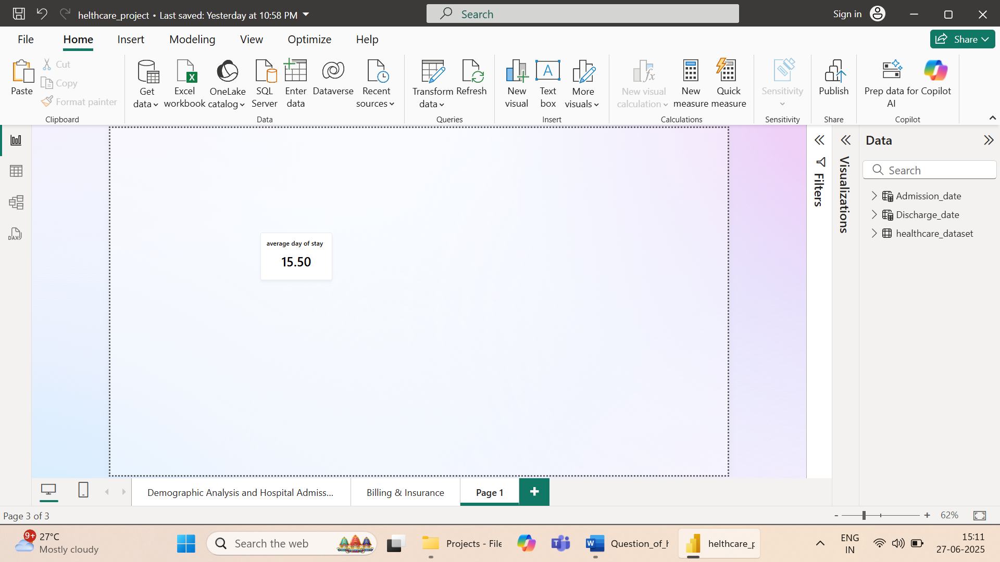 helthcare_project • Last saved: Yesterday at 10:58 PM
Search
Sign in
File
Home
Insert
Modeling
View
Optimize
Help
Share
Paste
Cut
Copy
Format painter
Clipboard
Get data
Excel workbook
OneLake catalog
SQL Server
Enter data
Dataverse
Recent sources
Data
Transform data
Refresh
Queries
New visual
Text box
More visuals
Insert
New visual calculation
New measure
Quick measure
Calculations
Sensitivity
Sensitivity
Publish
Share
Prep data for AI
Copilot
Copilot
DAX
average day of stay
15.50
Filters
Visualizations
Data
Search
Admission_date
Discharge_date
healthcare_dataset
Demographic Analysis and Hospital Admiss...
Billing & Insurance
Page 1
Page 3 of 3
62%
9+
27°C
Mostly cloudy
Search the web
Projects - File
Question_of_h
helthcare_p
ENG
IN
15:11
27-06-2025